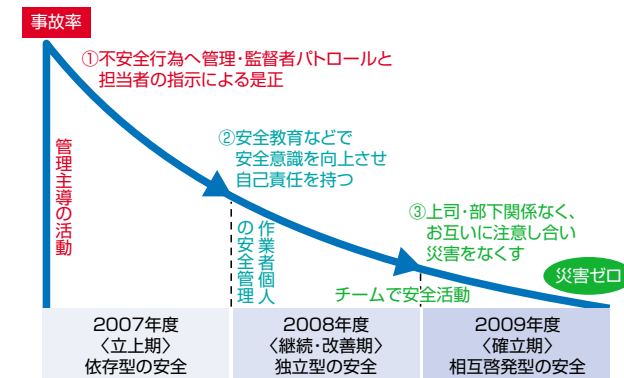 事故率
①不安全行為へ管理・監督者パトロールと
担当者の指示による是正
②安全教育などで
安全意識を向上させ
自己責任を持つ
③上司・部下関係なく、
お互いに注意し合い
災害をなくす
管理主導の活動
作業者個人
の安全管理
チームで安全活動
災害ゼロ
2007年度
〈立上期〉
依存型の安全
2008年度
〈継続・改善期〉
独立型の安全
2009年度
〈確立期〉
相互啓発型の安全